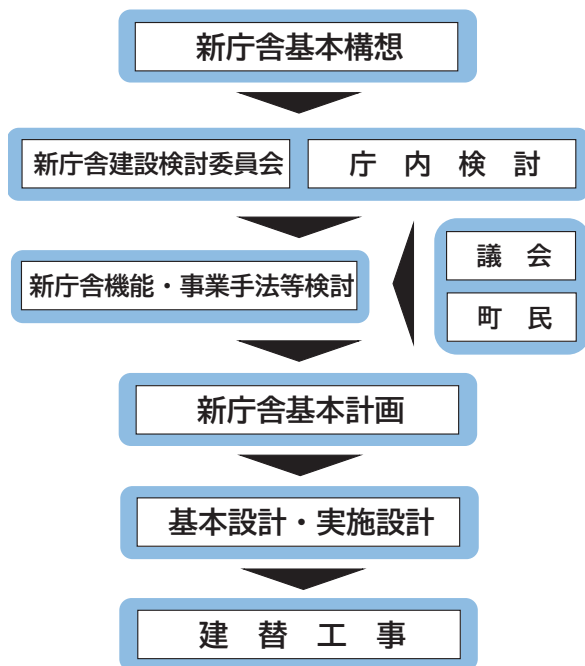 新庁舎基本構想
新庁舎建設検討委員会
庁内検討
議会
町民
新庁舎機能・事業手法等検討
新庁舎基本計画
基本設計・実施設計
建替工事